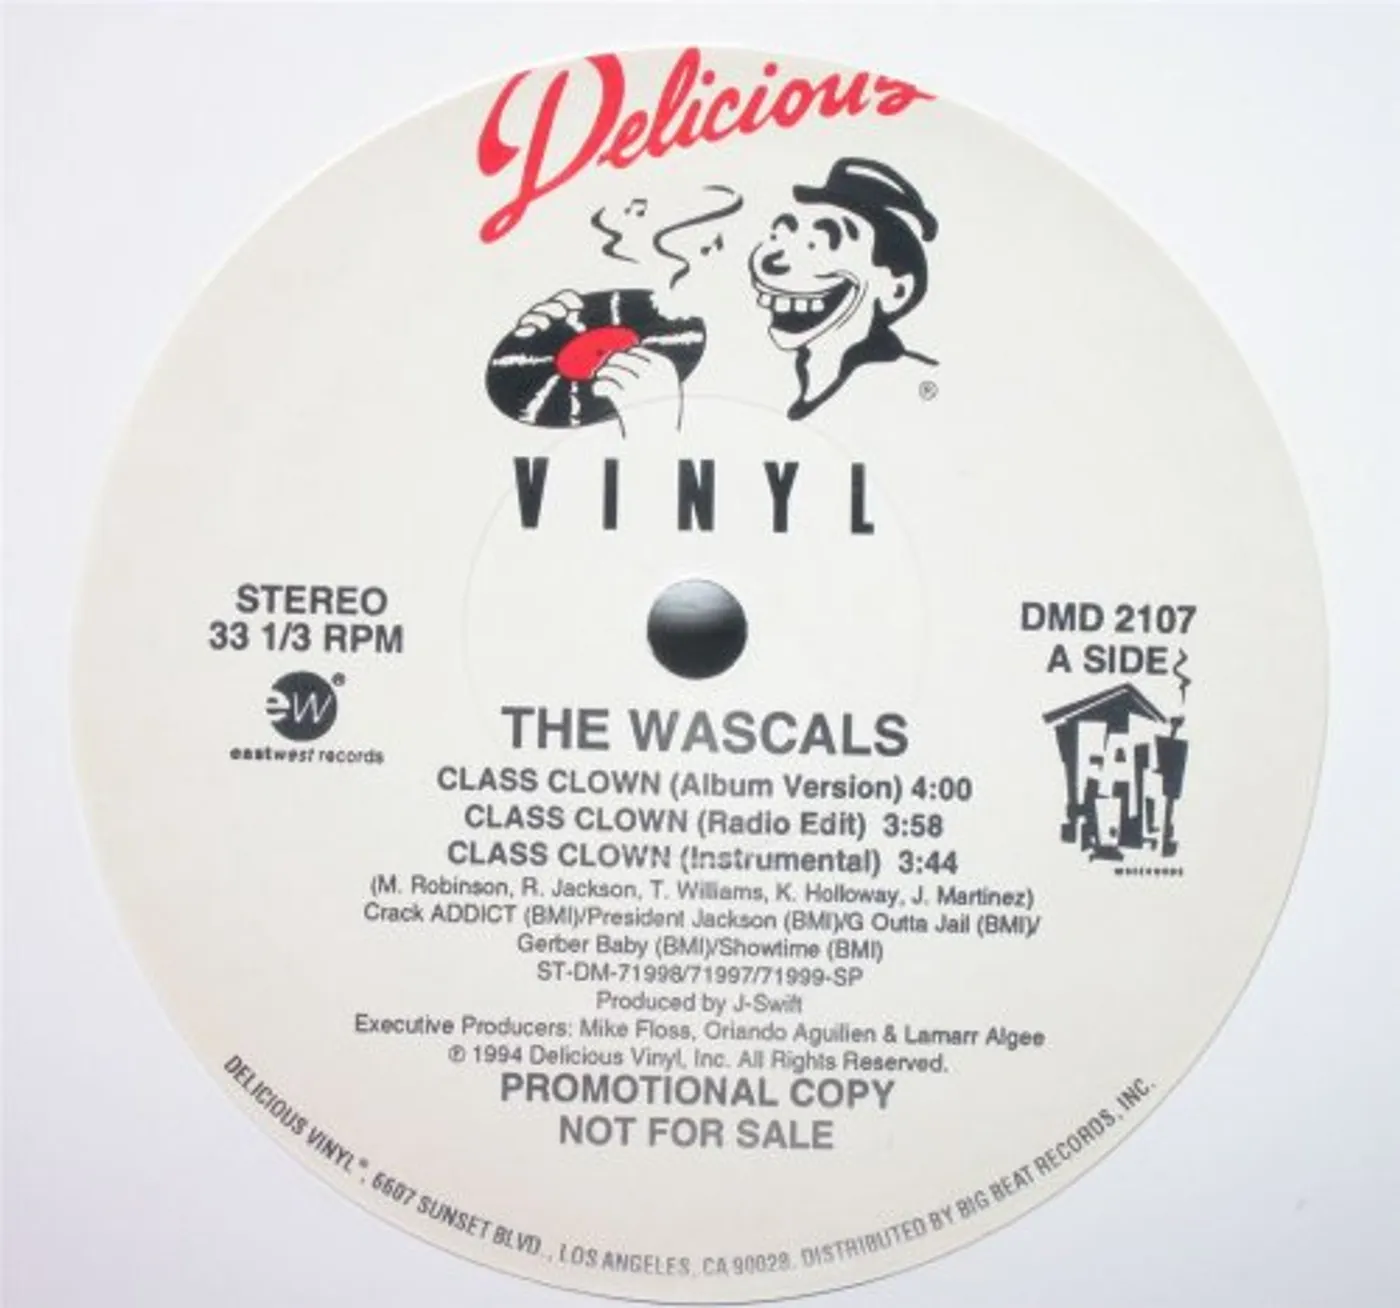 Delicious
®
VINYL
STEREO
33 1/3 RPM
ew®
eastwest records
DMD 2107
A SIDE
THE WASCALS
CLASS CLOWN (Album Version) 4:00
CLASS CLOWN (Radio Edit) 3:58
CLASS CLOWN (Instrumental) 3:44
(M. Robinson, R. Jackson, T. Williams, K. Holloway, J. Martinez)
Crack ADDICT (BMI)/President Jackson (BMI)/G Outta Jail (BMI)/
Gerber Baby (BMI)/Showtime (BMI)
ST-DM-71998/71997/71999-SP
Produced by J-Swift
Executive Producers: Mike Floss, Orlando Aguillen & Lamarr Algee
℗ 1994 Delicious Vinyl, Inc. All Rights Reserved.
PROMOTIONAL COPY
NOT FOR SALE
DELICIOUS VINYL®, 6607 SUNSET BLVD., LOS ANGELES, CA 90028. DISTRIBUTED BY BIG BEAT RECORDS, INC.